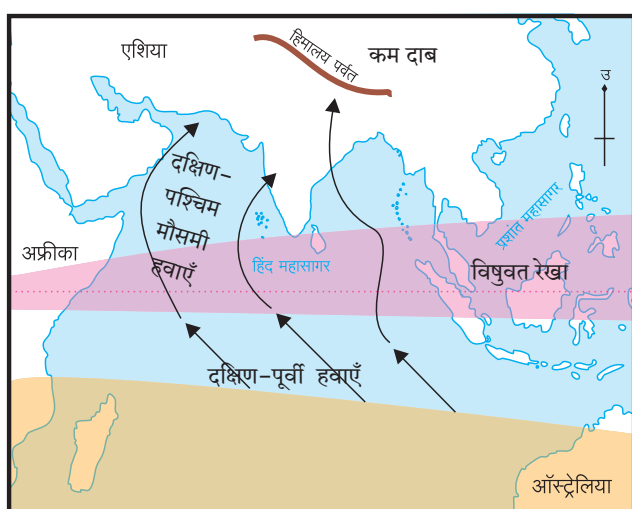 एशिया
हिमालय पर्वत
कम दाब
उ
दक्षिण-
पश्चिम
मौसमी
हवाएँ
प्रशांत महासागर
अफ्रीका
हिंद महासागर
विषुवत रेखा
दक्षिण-पूर्वी हवाएँ
ऑस्ट्रेलिया